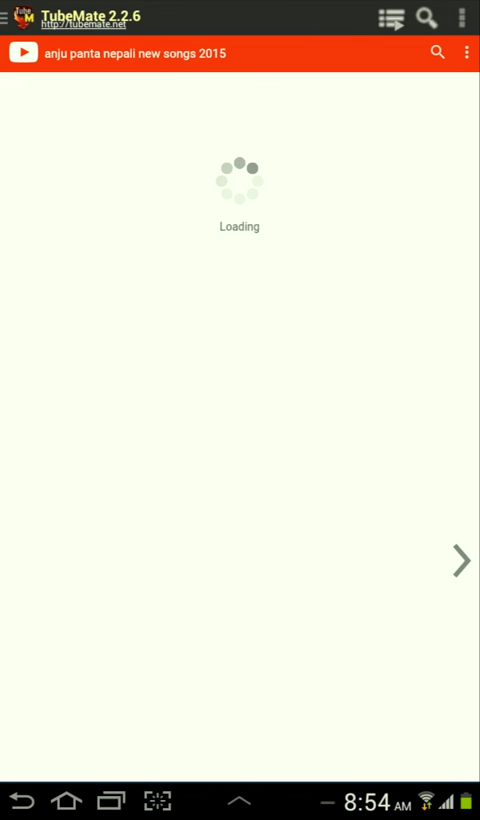 TubeMate 2.2.6
http://tubemate.net
anju panta nepali new songs 2015
Loading
8:54 AM